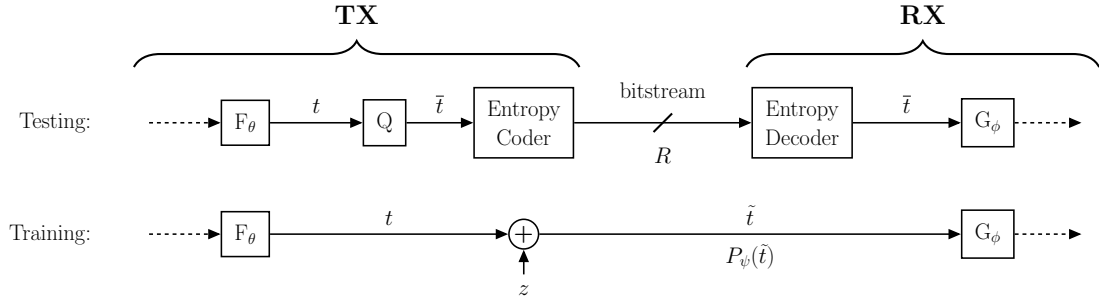 TX
RX
Testing:
F_θ
t
Q
t̄
Entropy
Coder
bitstream
R
Entropy
Decoder
t̄
G_ϕ
Training:
F_θ
t
+
z
t̃
P_ψ(t̃)
G_ϕ